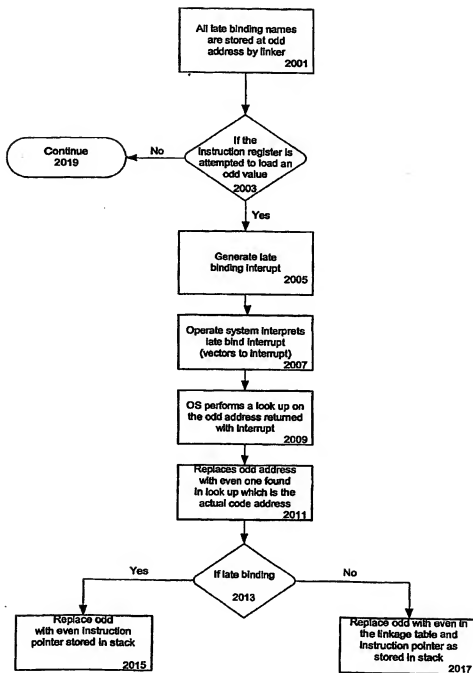 All late binding names
are stored at odd
address by linker
2001
If the
instruction register is
attempted to load an
odd value
2003
No
Continue
2019
Yes
Generate late
binding interupt
2005
Operate system interprets
late bind interrupt
(vectors to interrupt)
2007
OS performs a look up on
the odd address returned
with interrupt
2009
Replaces odd address
with even one found
in look up which is the
actual code address
2011
If late binding
2013
Yes
No
Replace odd
with even instruction
pointer stored in stack
2015
Replace odd with even in
the linkage table and
instruction pointer as
stored in stack
2017